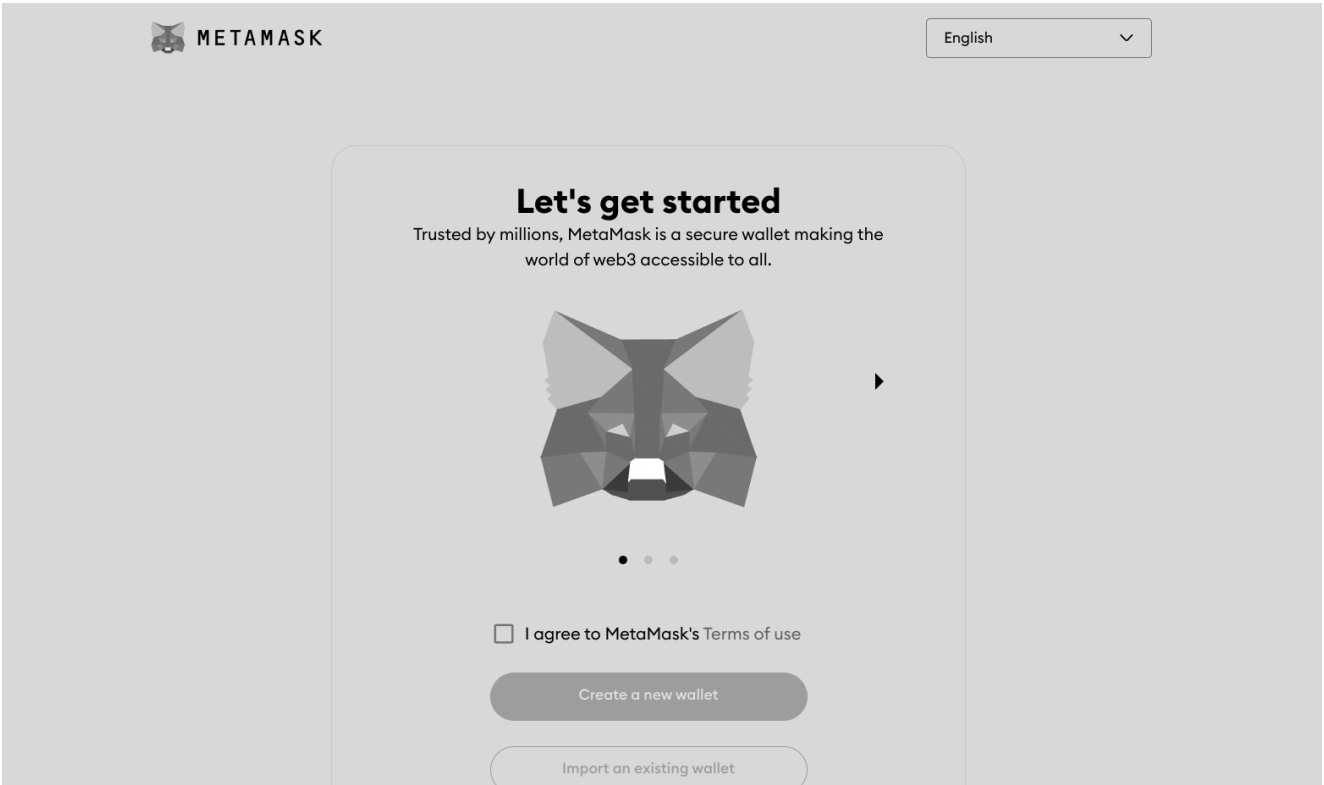 METAMASK
English
Let's get started
Trusted by millions, MetaMask is a secure wallet making the
world of web3 accessible to all.
I agree to MetaMask's Terms of use
Create a new wallet
Import an existing wallet